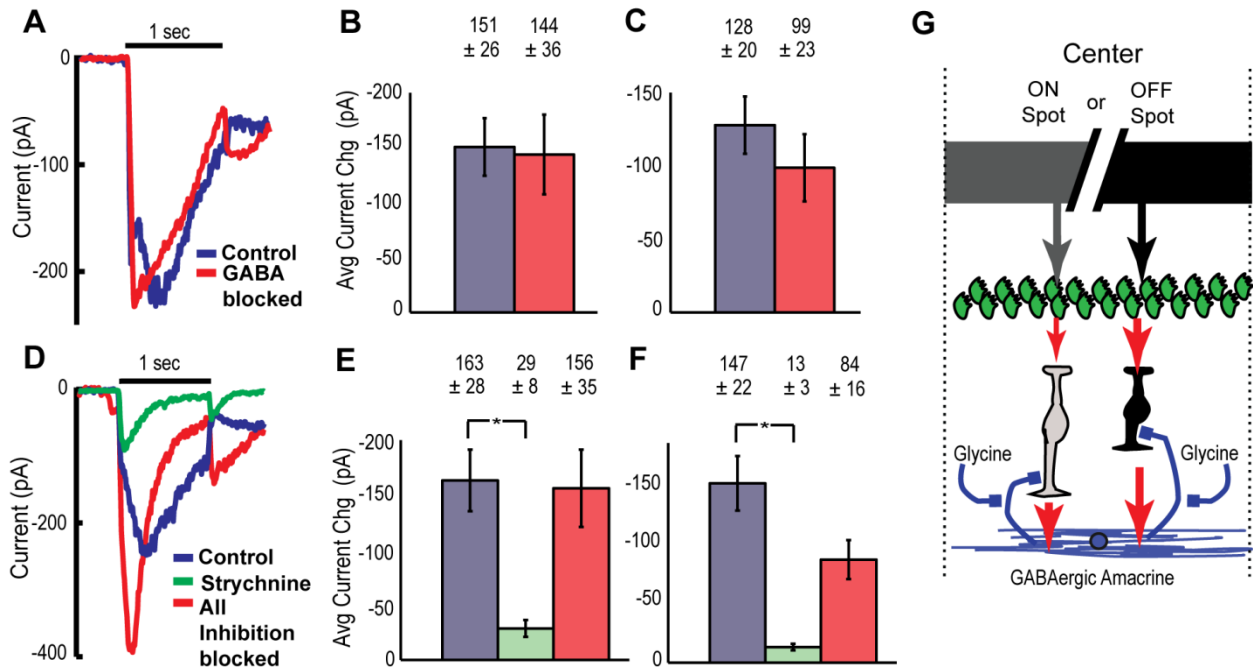 A
1 sec
0
-100
-200
Current (pA)
Control
GABA
blocked
B
151
± 26
144
± 36
Avg Current Chg (pA)
-200
-150
-100
-50
0
C
128
± 20
99
± 23
-150
-100
-50
0
D
1 sec
0
-200
-400
Current (pA)
Control
Strychnine
All
Inhibition
blocked
E
163
± 28
29
± 8
156
± 35
*
Avg Current Chg (pA)
-200
-150
-100
-50
0
F
147
± 22
13
± 3
84
± 16
*
-150
-100
-50
0
G
Center
ON
Spot
or
OFF
Spot
Glycine
Glycine
GABAergic Amacrine